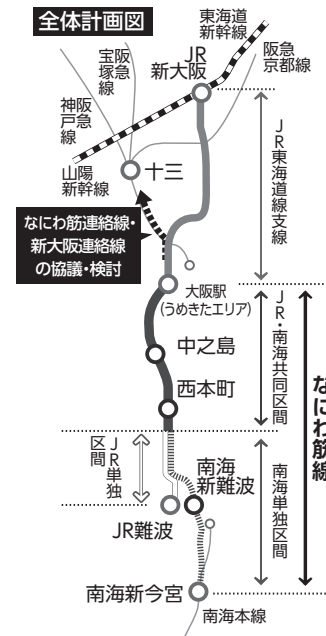 全体計画図
東海道
新幹線
宝塚線
阪急
JR
新大阪
阪急
京都線
神戸線
阪急
山陽
新幹線
十三
なにわ筋連絡線・
新大阪連絡線
の協議・検討
JR東海道線支線
大阪駅
(うめきたエリア)
中之島
西本町
JR・南海共同区間
なにわ筋線
JR単独
区間
南海
新難波
南海単独区間
JR難波
南海新今宮
南海本線